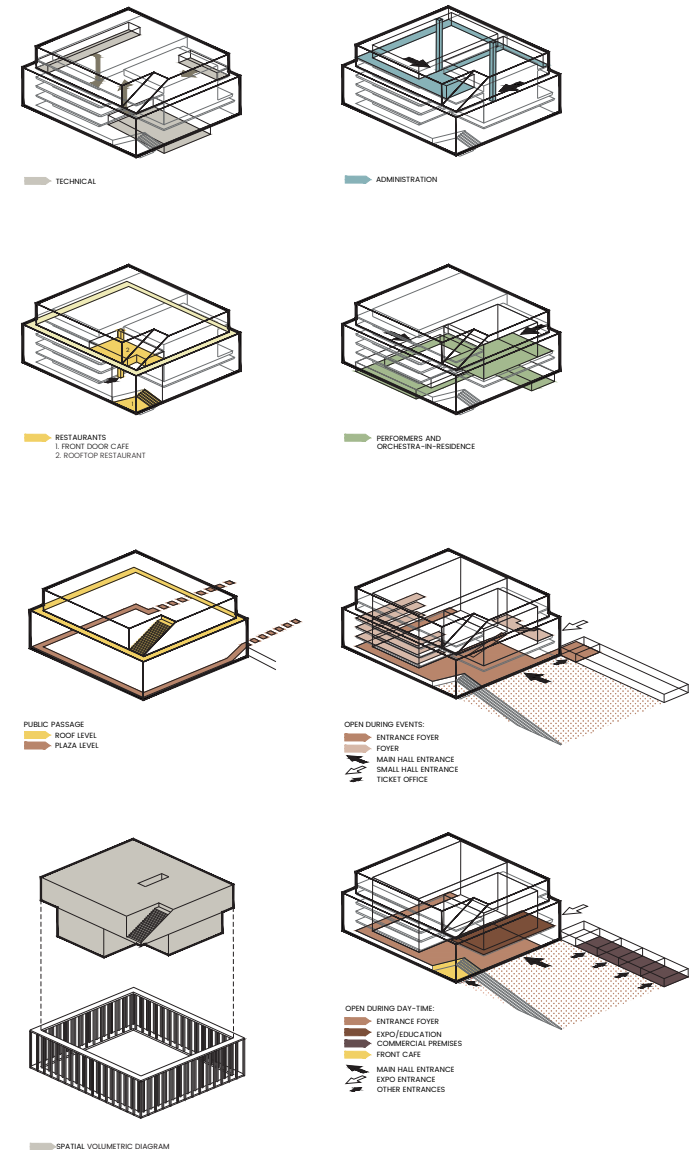 TECHNICAL
ADMINISTRATION
RESTAURANTS
1. FRONT DOOR CAFE
2. ROOFTOP RESTAURANT
PERFORMERS AND
ORCHESTRA-IN-RESIDENCE
PUBLIC PASSAGE
ROOF LEVEL
PLAZA LEVEL
OPEN DURING EVENTS:
ENTRANCE FOYER
FOYER
MAIN HALL ENTRANCE
SMALL HALL ENTRANCE
TICKET OFFICE
SPATIAL VOLUMETRIC DIAGRAM
OPEN DURING DAY-TIME:
ENTRANCE FOYER
EXPO/EDUCATION
COMMERCIAL PREMISES
FRONT CAFE
MAIN HALL ENTRANCE
EXPO ENTRANCE
OTHER ENTRANCES